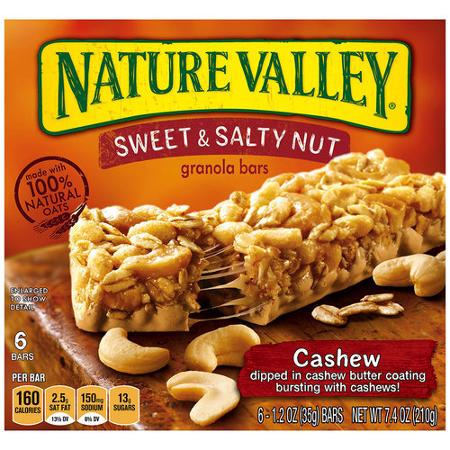 NATURE VALLEY®
SWEET & SALTY NUT
granola bars
made with
100%
NATURAL
OATS
ENLARGED
TO SHOW
DETAIL
6
BARS
PER BAR
160
CALORIES
2.5g
SAT FAT
13% DV
150mg
SODIUM
6% DV
13g
SUGARS
Cashew
dipped in cashew butter coating
bursting with cashews!
6 - 1.2 OZ (35g) BARS NET WT 7.4 OZ (210g)